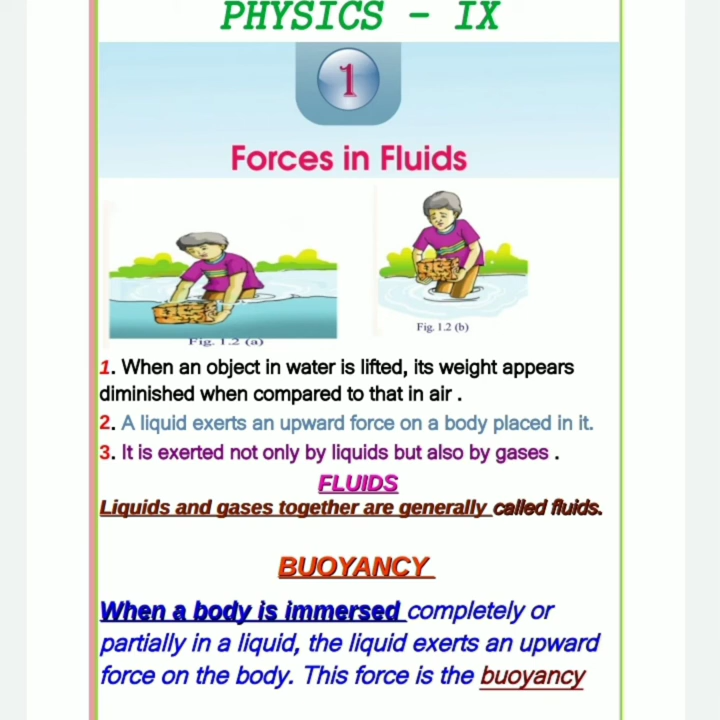 PHYSICS - IX
1
Forces in Fluids
Fig. 1.2 (a)
Fig. 1.2 (b)
1. When an object in water is lifted, its weight appears
diminished when compared to that in air .
2. A liquid exerts an upward force on a body placed in it.
3. It is exerted not only by liquids but also by gases .
FLUIDS
Liquids and gases together are generally called fluids.
BUOYANCY
When a body is immersed completely or
partially in a liquid, the liquid exerts an upward
force on the body. This force is the buoyancy